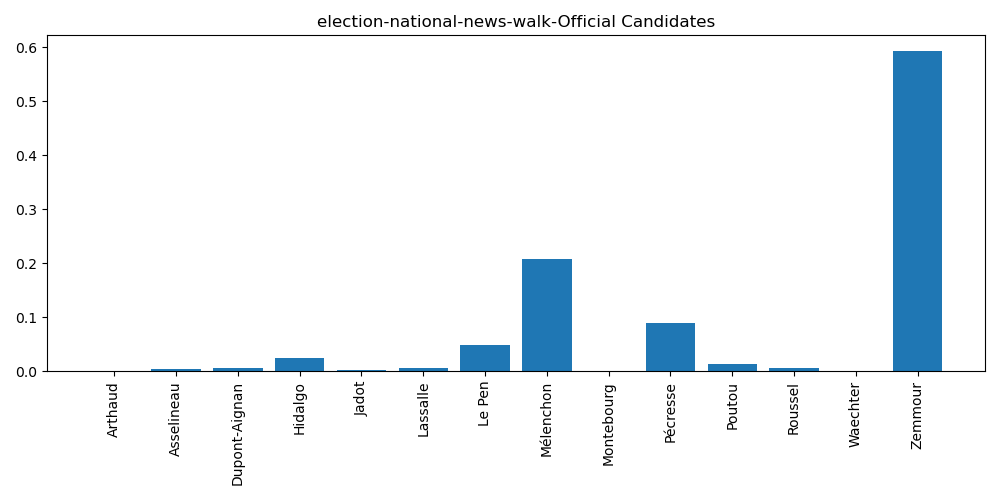 election-national-news-walk-Official Candidates
0.6
0.5
0.4
0.3
0.2
0.1
0.0
Arthaud
Asselineau
Dupont-Aignan
Hidalgo
Jadot
Lassalle
Le Pen
Mélenchon
Montebourg
Pécresse
Poutou
Roussel
Waechter
Zemmour